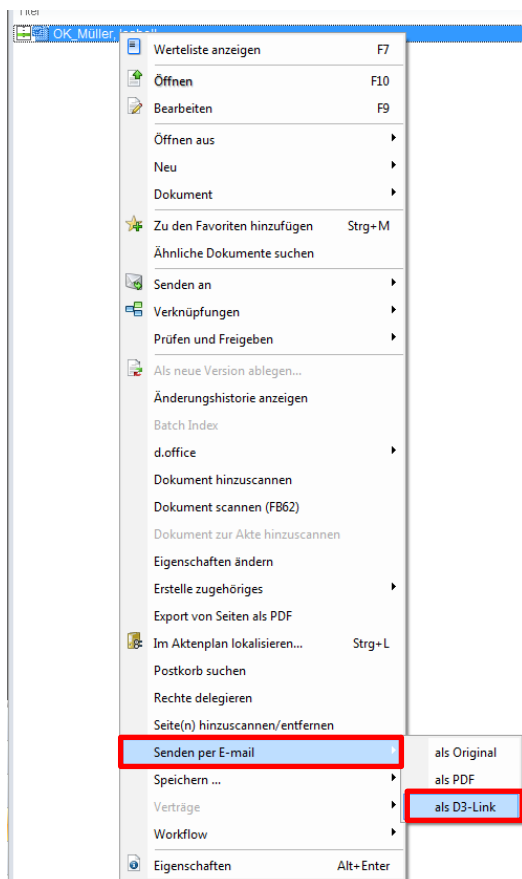 Titel
OK_Müller,
Werteliste anzeigen F7
Öffnen F10
Bearbeiten F9
Öffnen aus
Neu
Dokument
Zu den Favoriten hinzufügen Strg+M
Ähnliche Dokumente suchen
Senden an
Verknüpfungen
Prüfen und Freigeben
Als neue Version ablegen...
Änderungshistorie anzeigen
Batch Index
d.office
Dokument hinzuscannen
Dokument scannen (FB62)
Dokument zur Akte hinzuscannen
Eigenschaften ändern
Erstelle zugehöriges
Export von Seiten als PDF
Im Aktenplan lokalisieren... Strg+L
Postkorb suchen
Rechte delegieren
Seite(n) hinzuscannen/entfernen
Senden per E-mail
als Original
Speichern ...
als PDF
Verträge
als D3-Link
Workflow
Eigenschaften Alt+Enter